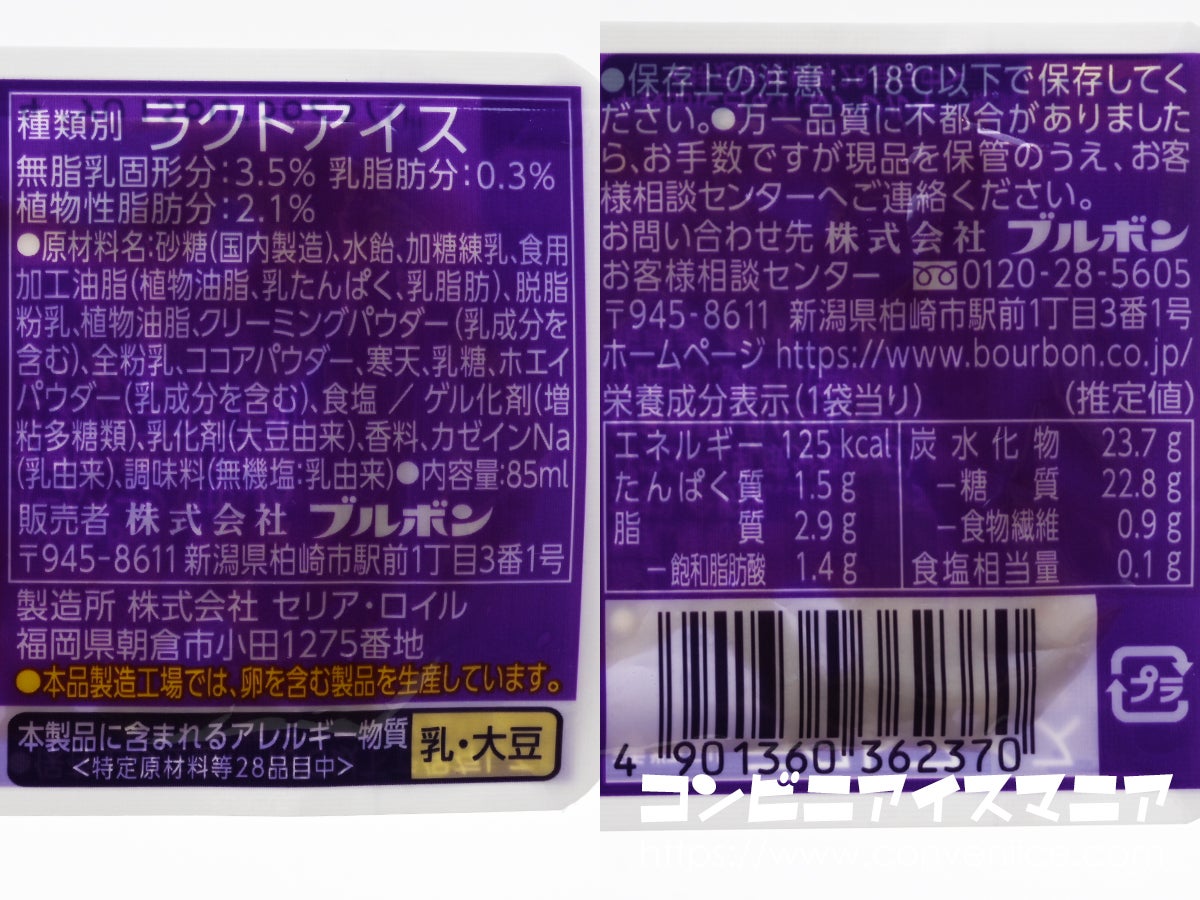 種類別 ラクトアイス
無脂乳固形分:3.5% 乳脂肪分:0.3%
植物性脂肪分:2.1%
●原材料名:砂糖(国内製造)、水飴、加糖練乳、食用
加工油脂(植物油脂、乳たんぱく、乳脂肪)、脱脂
粉乳、植物油脂、クリーミングパウダー(乳成分を
含む)、全粉乳、ココアパウダー、寒天、乳糖、ホエイ
パウダー(乳成分を含む)、食塩 / ゲル化剤(増
粘多糖類)、乳化剤(大豆由来)、香料、カゼインNa
(乳由来)、調味料(無機塩:乳由来)●内容量:85ml
販売者 株式会社 ブルボン
〒945-8611 新潟県柏崎市駅前1丁目3番1号
製造所 株式会社 セリア・ロイル
福岡県朝倉市小田1275番地
●本品製造工場では、卵を含む製品を生産しています。
本製品に含まれるアレルギー物質
<特定原材料等28品目中>
乳・大豆
●保存上の注意:-18℃以下で保存してく
ださい。●万一品質に不都合がありました
ら、お手数ですが現品を保管のうえ、お客
様相談センターへご連絡ください。
お問い合わせ先 株式会社 ブルボン
お客様相談センター 0120-28-5605
〒945-8611 新潟県柏崎市駅前1丁目3番1号
ホームページ https://www.bourbon.co.jp/
栄養成分表示(1袋当り) (推定値)
エネルギー 125 kcal
たんぱく質 1.5 g
脂質 2.9 g
-飽和脂肪酸 1.4 g
炭水化物 23.7 g
-糖質 22.8 g
-食物繊維 0.9 g
食塩相当量 0.1 g
プラ
4 901360 362370
コンビニアイスマニア
https://www.conveniice.com